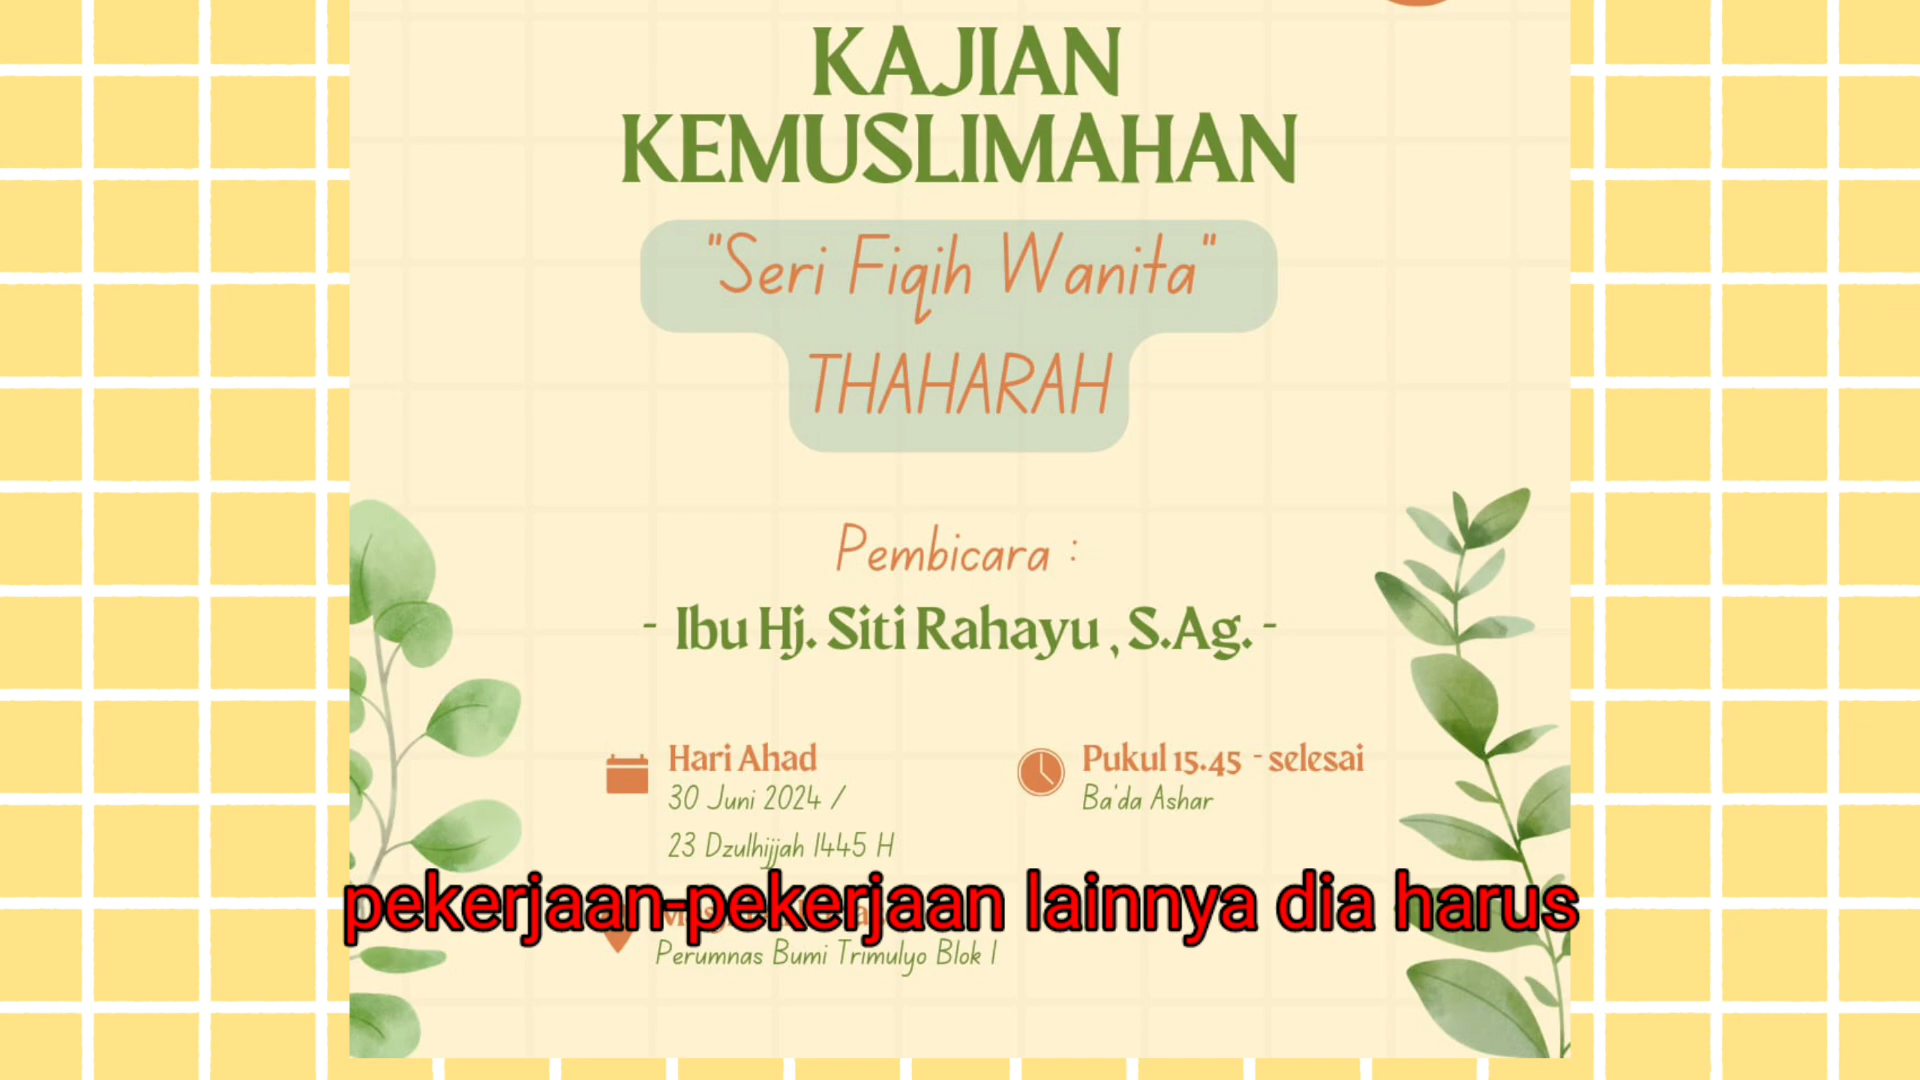 KAJIAN
KEMUSLIMAHAN
"Seri Fiqih Wanita"
THAHARAH
Pembicara :
- Ibu Hj. Siti Rahayu , S.Ag. -
Hari Ahad
30 Juni 2024 /
23 Dzulhijjah 1445 H
Pukul 15.45 - selesai
Ba'da Ashar
pekerjaan-pekerjaan lainnya dia harus
Perumnas Bumi Trimulyo Blok I